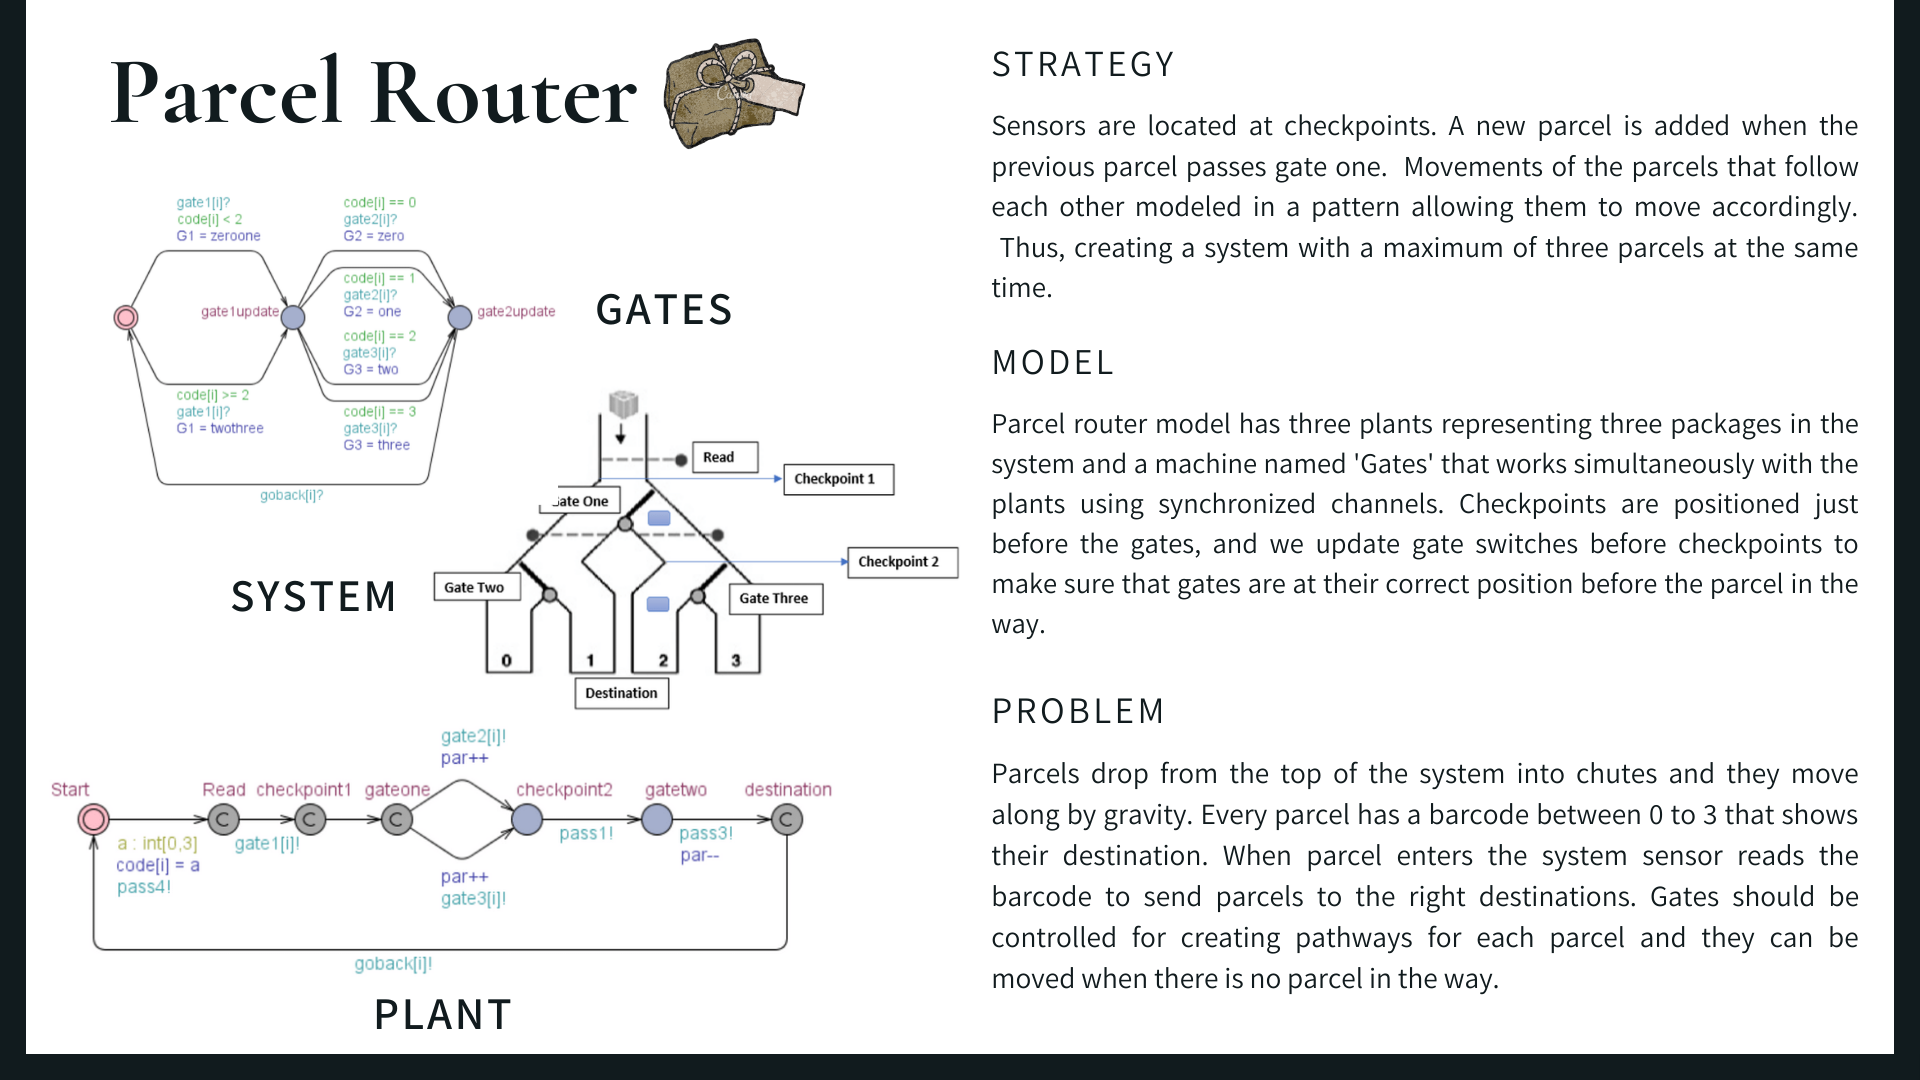 Parcel Router
gate1[i]?
code[i] < 2
G1 = zeroone
code[i] == 0
gate2[i]?
G2 = zero
code[i] == 1
gate2[i]?
G2 = one
gate1update
gate2update
code[i] == 2
gate3[i]?
G3 = two
code[i] >= 2
gate1[i]?
G1 = twothree
code[i] == 3
gate3[i]?
G3 = three
goback[i]?
GATES
Read
Checkpoint 1
ate One
Checkpoint 2
Gate Two
Gate Three
0
1
2
3
Destination
SYSTEM
gate2[i]!
par++
Start
Read
checkpoint1
gateone
checkpoint2
gatetwo
destination
C
C
C
C
a : int[0,3]
code[i] = a
pass4!
gate1[i]!
pass1!
pass3!
par--
par++
gate3[i]!
goback[i]!
PLANT
STRATEGY
Sensors are located at checkpoints. A new parcel is added when the
previous parcel passes gate one. Movements of the parcels that follow
each other modeled in a pattern allowing them to move accordingly.
Thus, creating a system with a maximum of three parcels at the same
time.
MODEL
Parcel router model has three plants representing three packages in the
system and a machine named 'Gates' that works simultaneously with the
plants using synchronized channels. Checkpoints are positioned just
before the gates, and we update gate switches before checkpoints to
make sure that gates are at their correct position before the parcel in the
way.
PROBLEM
Parcels drop from the top of the system into chutes and they move
along by gravity. Every parcel has a barcode between 0 to 3 that shows
their destination. When parcel enters the system sensor reads the
barcode to send parcels to the right destinations. Gates should be
controlled for creating pathways for each parcel and they can be
moved when there is no parcel in the way.